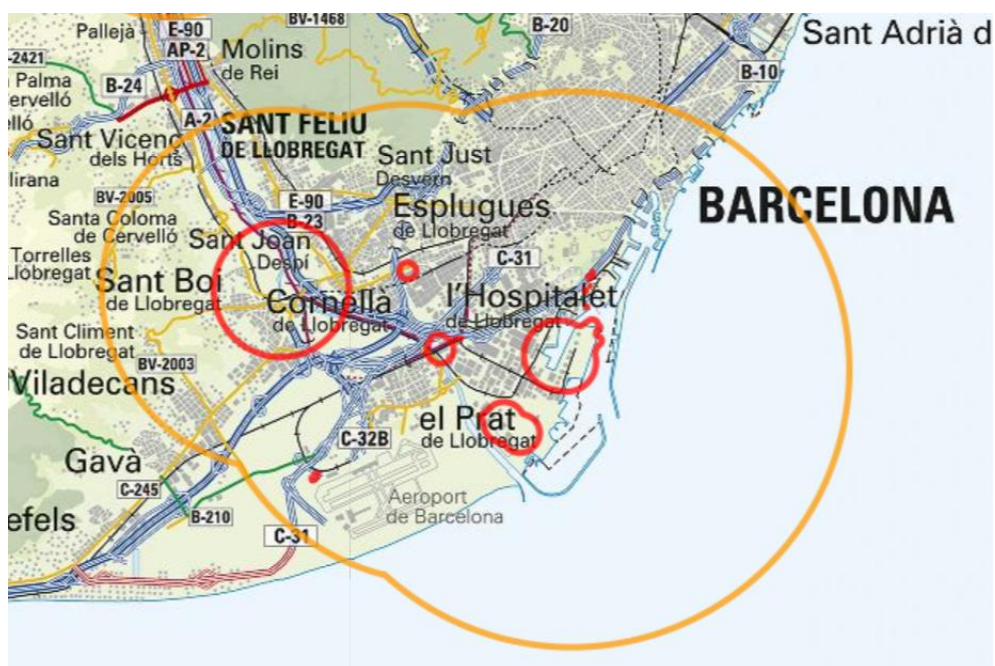 BV-1468
Pallejà
E-90
AP-2
B-20
Sant Adrià d
Molins
de Rei
-2421
Palma
ervelló
B-24
B-10
elló
A-2
SANT FELIU
DE LLOBREGAT
Sant Vicenç
dels Horts
Sant Just
Desvern
llirana
BV-2005
E-90
B-23
Esplugues
de Llobregat
BARCELONA
Santa Coloma
de Cervelló
Sant Joan
Despí
Torrelles
Llobregat
C-31
Sant Boi
de Llobregat
Cornellà
de Llobregat
l'Hospitalet
de Llobregat
Sant Climent
de Llobregat
BV-2003
Viladecans
el Prat
de Llobregat
C-32B
Gavà
C-245
Aeroport
de Barcelona
B-210
efels
C-31